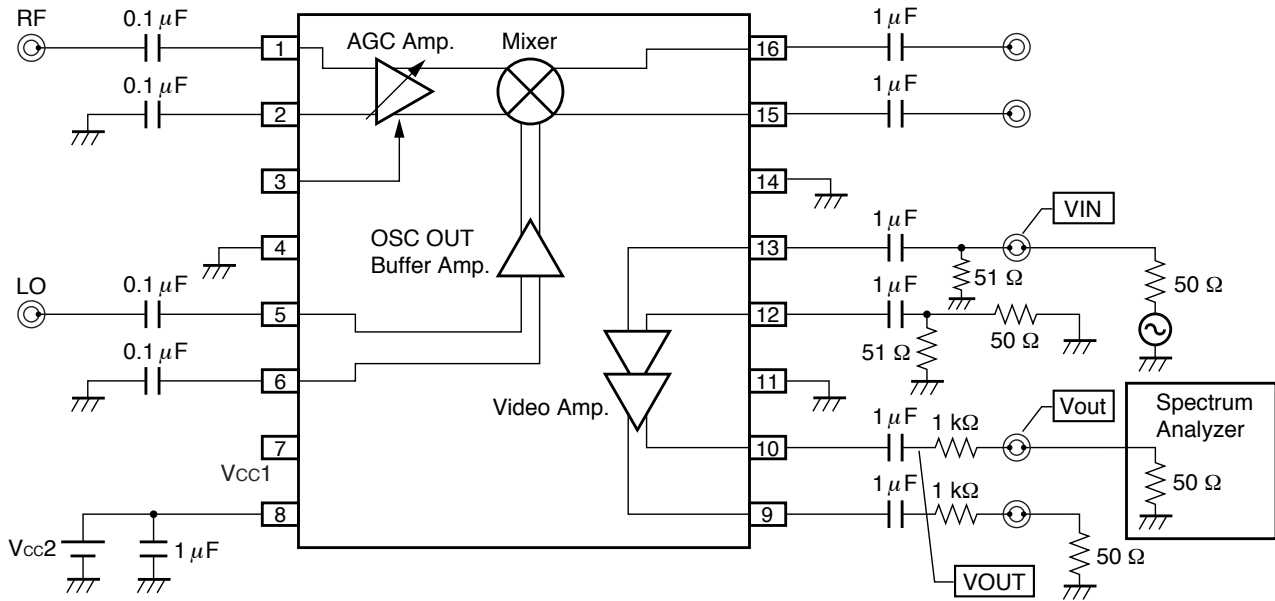 RF
0.1 μF
1
AGC Amp.
Mixer
16
1 μF
0.1 μF
2
15
1 μF
3
14
4
OSC OUT
Buffer Amp.
13
1 μF
VIN
51 Ω
50 Ω
LO
0.1 μF
5
12
1 μF
51 Ω
50 Ω
0.1 μF
6
11
Video Amp.
7
VCC1
10
1 μF
1 kΩ
Vout
Spectrum
Analyzer
50 Ω
8
9
1 μF
1 kΩ
VCC2
1 μF
50 Ω
VOUT